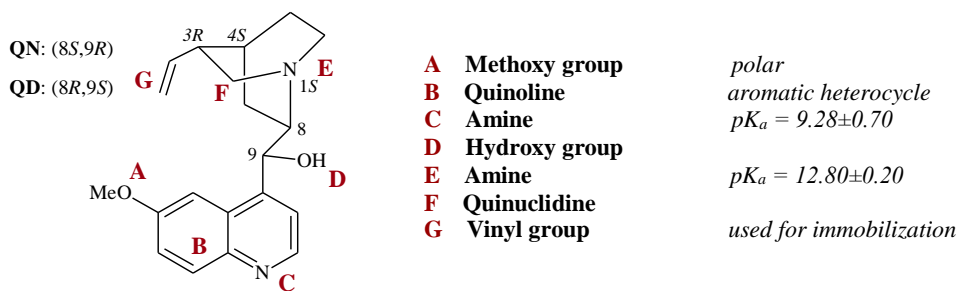 QN: (8S,9R)
QD: (8R,9S)
3R
4S
N
1S
E
G
F
8
9
OH
D
A
MeO
B
N
C
A Methoxy group polar
B Quinoline aromatic heterocycle
C Amine pKa = 9.28±0.70
D Hydroxy group
E Amine pKa = 12.80±0.20
F Quinuclidine
G Vinyl group used for immobilization